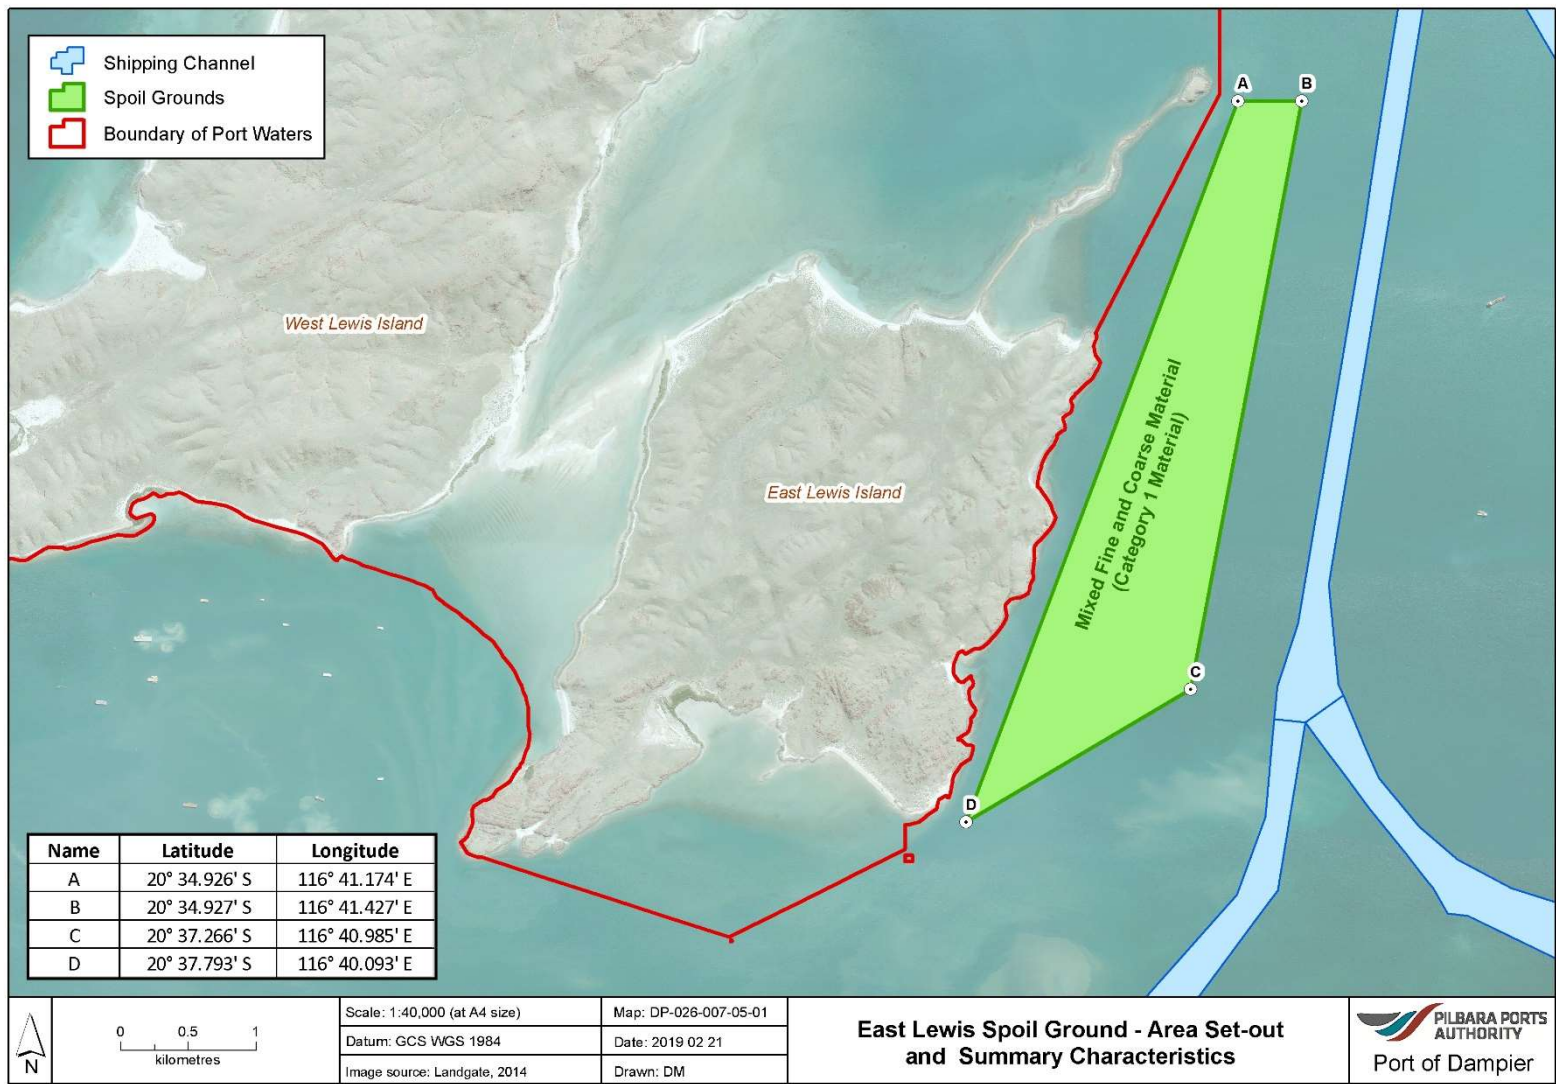 Shipping Channel
Spoil Grounds
Boundary of Port Waters
A
B
West Lewis Island
East Lewis Island
Mixed Fine and Coarse Material
(Category 1 Material)
C
D
Name Latitude Longitude
A 20° 34.926' S 116° 41.174' E
B 20° 34.927' S 116° 41.427' E
C 20° 37.266' S 116° 40.985' E
D 20° 37.793' S 116° 40.093' E
N
0 0.5 1
kilometres
Scale: 1:40,000 (at A4 size)
Datum: GCS WGS 1984
Image source: Landgate, 2014
Map: DP-026-007-05-01
Date: 2019 02 21
Drawn: DM
East Lewis Spoil Ground - Area Set-out
and Summary Characteristics
PILBARA PORTS
AUTHORITY
Port of Dampier